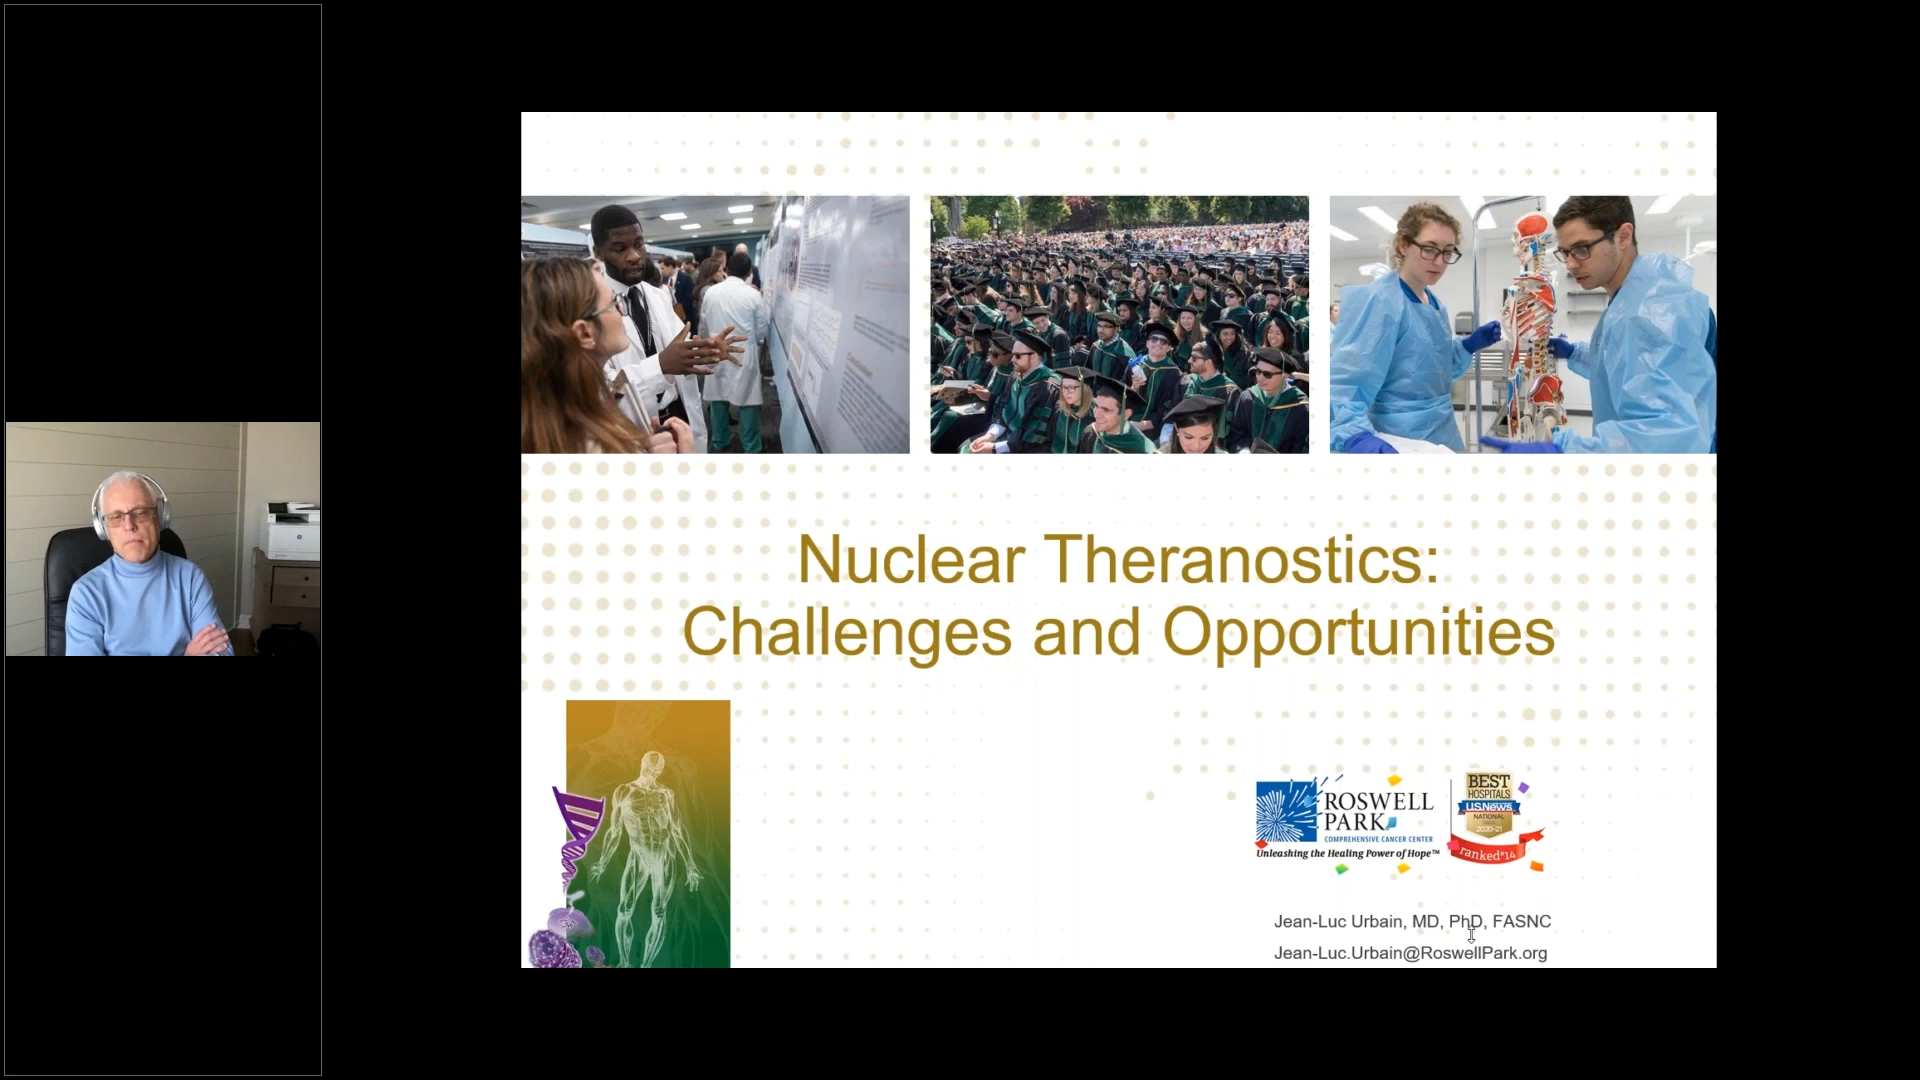 Nuclear Theranostics:
Challenges and Opportunities
ROSWELL
PARK
COMPREHENSIVE CANCER CENTER
Unleashing the Healing Power of Hope™
BEST
HOSPITALS
U.S.News
NATIONAL
2020-21
ranked #14
Jean-Luc Urbain, MD, PhD, FASNC
Jean-Luc.Urbain@RoswellPark.org